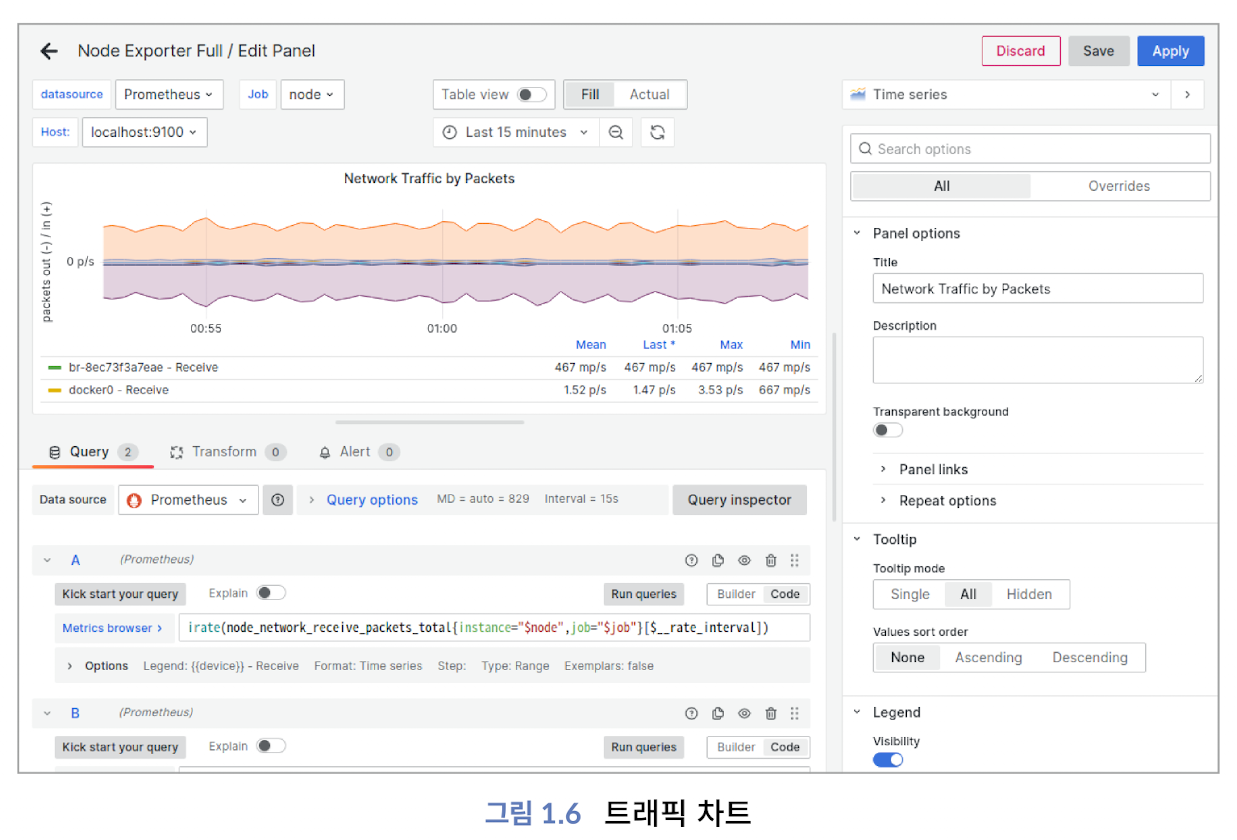 Node Exporter Full / Edit Panel
Discard
Save
Apply
datasource
Prometheus
Job
node
Table view
Fill
Actual
Time series
Host:
localhost:9100
Last 15 minutes
Search options
All
Overrides
Network Traffic by Packets
packets out (-) / in (+)
0 p/s
00:55
01:00
01:05
Mean Last * Max Min
br-8ec73f3a7eae - Receive 467 mp/s 467 mp/s 467 mp/s 467 mp/s
docker0 - Receive 1.52 p/s 1.47 p/s 3.53 p/s 667 mp/s
Panel options
Title
Network Traffic by Packets
Description
Transparent background
Panel links
Repeat options
Query 2
Transform 0
Alert 0
Data source
Prometheus
Query options
MD = auto = 829
Interval = 15s
Query inspector
A (Prometheus)
Kick start your query
Explain
Run queries
Builder
Code
Metrics browser >
irate(node_network_receive_packets_total{instance="$node",job="$job"}[$__rate_interval])
Options Legend: {{device}} - Receive Format: Time series Step: Type: Range Exemplars: false
B (Prometheus)
Kick start your query
Explain
Run queries
Builder
Code
Tooltip
Tooltip mode
Single
All
Hidden
Values sort order
None
Ascending
Descending
Legend
Visibility
그림 1.6 트래픽 차트